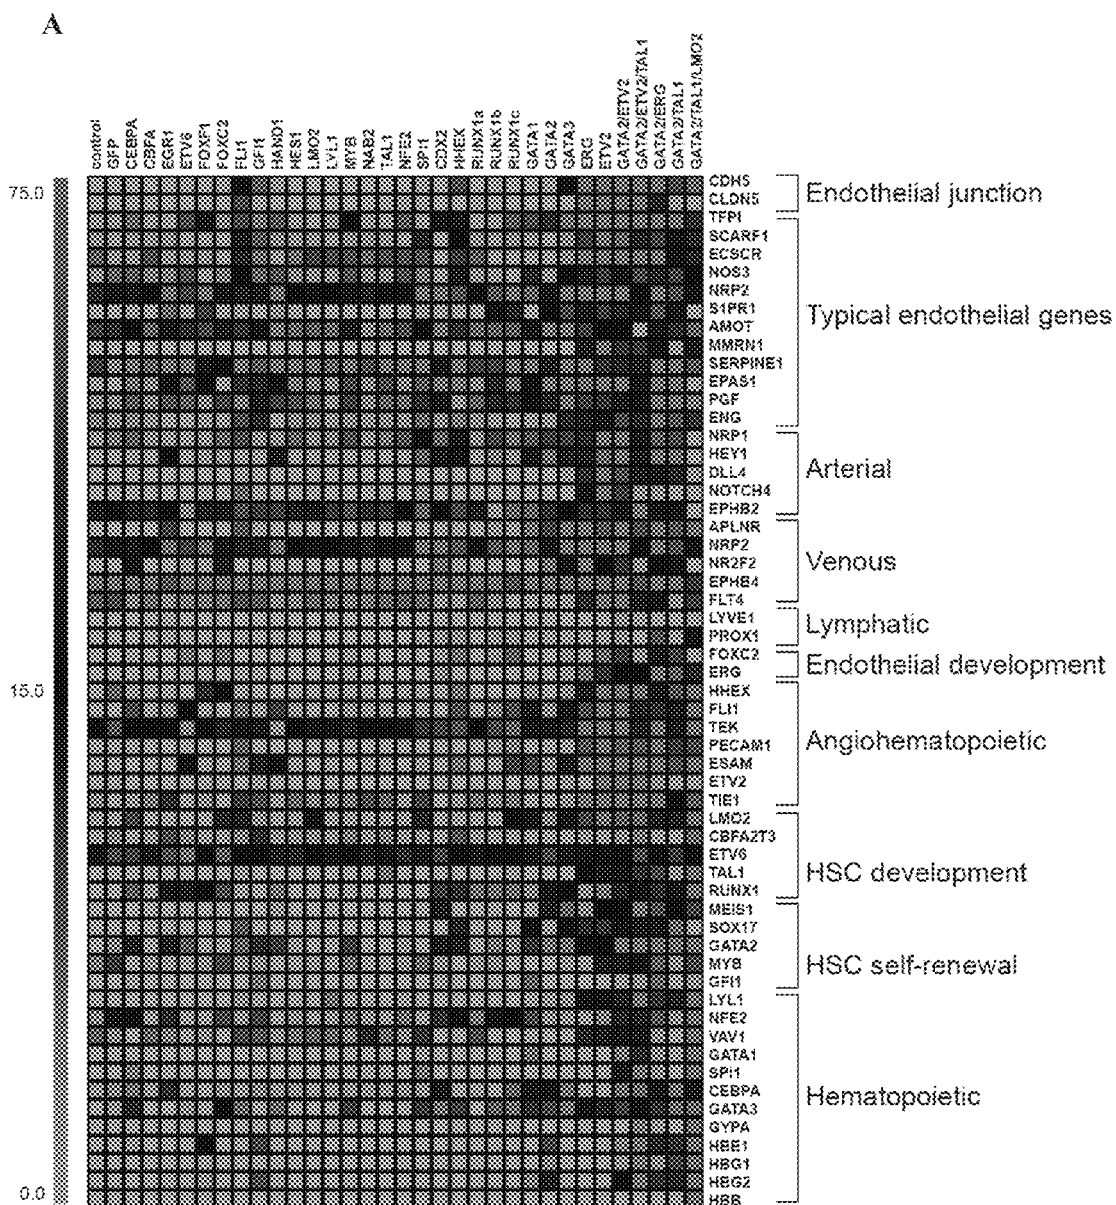 A
control
GFP
CEBPA
CBFA
EGR1
ETV6
FOXF1
FOXC2
FLI1
GFI1
HAND1
HES1
LMO2
LYL1
MYB
NAB2
TAL1
NFE2
SPI1
CDX2
HHEX
RUNX1a
RUNX1b
RUNX1c
GATA1
GATA2
GATA3
ERG
ETV2
GATA2/ETV2
GATA2/ETV2/TAL1
GATA2/ERG
GATA2/TAL1
GATA2/TAL1/LMO2
75.0
15.0
0.0
CDH5
CLDN5
TFPI
SCARF1
ECSCR
NOS3
NRP2
S1PR1
AMOT
MMRN1
SERPINE1
EPAS1
PGF
ENG
NRP1
HEY1
DLL4
NOTCH4
EPHB2
APLNR
NRP2
NR2F2
EPHB4
FLT4
LYVE1
PROX1
FOXC2
ERG
HHEX
FLI1
TEK
PECAM1
ESAM
ETV2
TIE1
LMO2
CBFA2T3
ETV6
TAL1
RUNX1
MEIS1
SOX17
GATA2
MYB
GFI1
LYL1
NFE2
VAV1
GATA1
SPI1
CEBPA
GATA3
GYPA
HBE1
HBG1
HBG2
HBB
Endothelial junction
Typical endothelial genes
Arterial
Venous
Lymphatic
Endothelial development
Angiohematopoietic
HSC development
HSC self-renewal
Hematopoietic